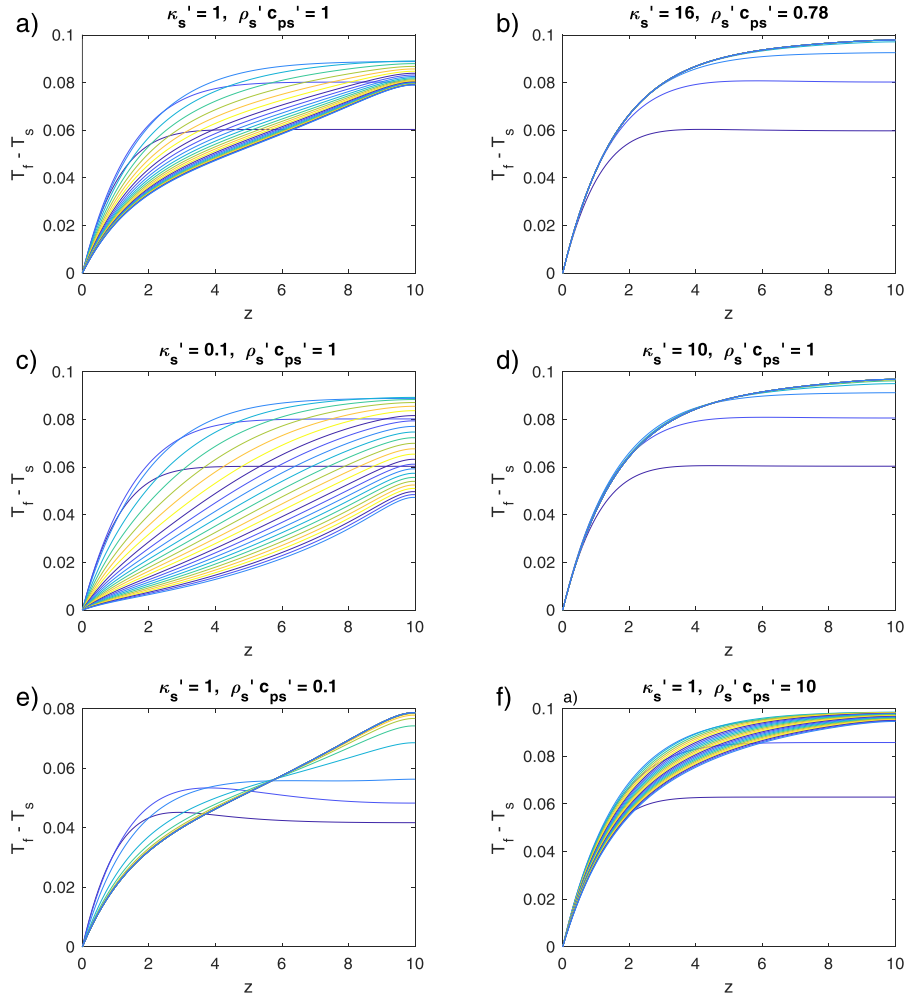 a)
κs' = 1, ρs' cps' = 1
0.1
0.08
0.06
0.04
0.02
0
Tf - Ts
0 2 4 6 8 10
z
b)
κs' = 16, ρs' cps' = 0.78
0.1
0.08
0.06
0.04
0.02
0
Tf - Ts
0 2 4 6 8 10
z
c)
κs' = 0.1, ρs' cps' = 1
0.1
0.08
0.06
0.04
0.02
0
Tf - Ts
0 2 4 6 8 10
z
d)
κs' = 10, ρs' cps' = 1
0.1
0.08
0.06
0.04
0.02
0
Tf - Ts
0 2 4 6 8 10
z
e)
κs' = 1, ρs' cps' = 0.1
0.08
0.06
0.04
0.02
0
Tf - Ts
0 2 4 6 8 10
z
f)
a)
κs' = 1, ρs' cps' = 10
0.1
0.08
0.06
0.04
0.02
0
Tf - Ts
0 2 4 6 8 10
z